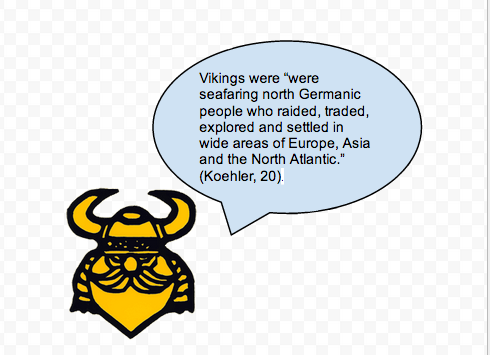 Vikings were “were
seafaring north Germanic
people who raided, traded,
explored and settled in
wide areas of Europe, Asia
and the North Atlantic.”
(Koehler, 20).